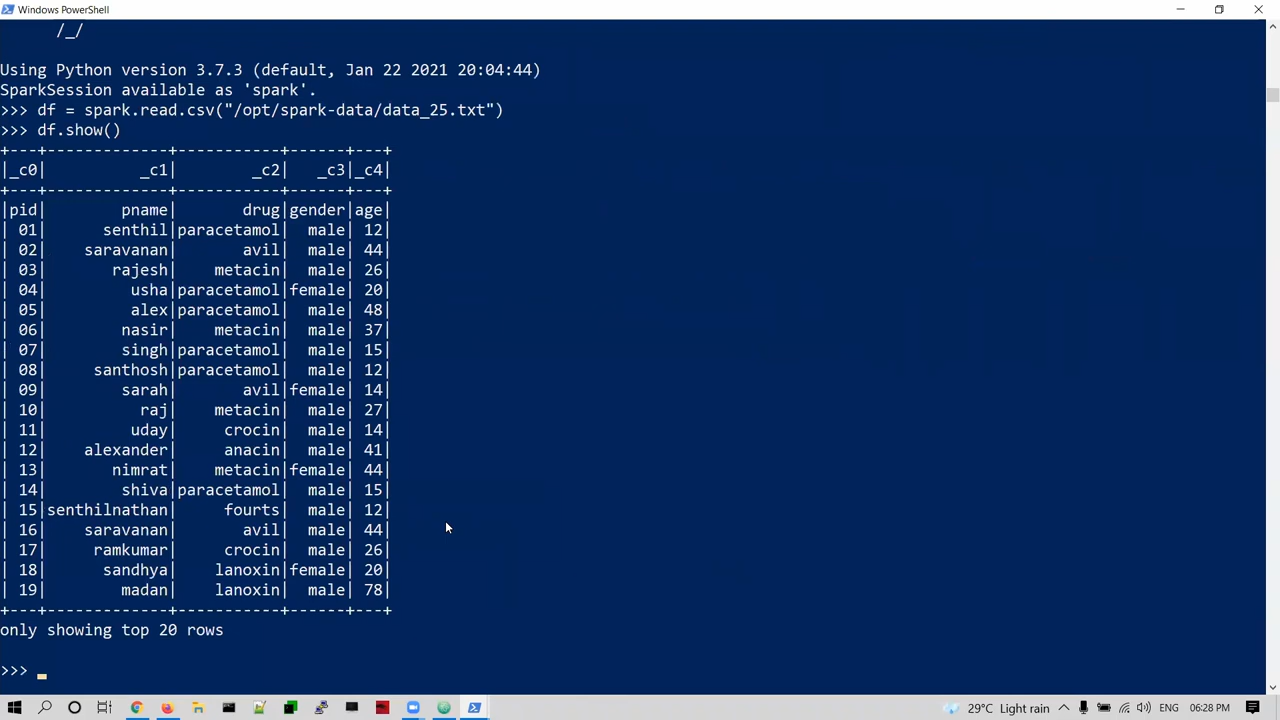 Windows PowerShell
/_/
Using Python version 3.7.3 (default, Jan 22 2021 20:04:44)
SparkSession available as 'spark'.
>>> df = spark.read.csv("/opt/spark-data/data_25.txt")
>>> df.show()
+---+-------------+-----------+------+---+
|_c0|          _c1|        _c2|   _c3|_c4|
+---+-------------+-----------+------+---+
|pid|        pname|       drug|gender|age|
| 01|      senthil|paracetamol|  male| 12|
| 02|    saravanan|       avil|  male| 44|
| 03|       rajesh|    metacin|  male| 26|
| 04|         usha|paracetamol|female| 20|
| 05|         alex|paracetamol|  male| 48|
| 06|        nasir|    metacin|  male| 37|
| 07|        singh|paracetamol|  male| 15|
| 08|     santhosh|paracetamol|  male| 12|
| 09|        sarah|       avil|female| 14|
| 10|          raj|    metacin|  male| 27|
| 11|         uday|     crocin|  male| 14|
| 12|    alexander|     anacin|  male| 41|
| 13|       nimrat|    metacin|female| 44|
| 14|        shiva|paracetamol|  male| 15|
| 15|senthilnathan|     fourts|  male| 12|
| 16|    saravanan|       avil|  male| 44|
| 17|     ramkumar|     crocin|  male| 26|
| 18|      sandhya|    lanoxin|female| 20|
| 19|        madan|    lanoxin|  male| 78|
+---+-------------+-----------+------+---+
only showing top 20 rows
>>> _
29°C Light rain ENG 06:28 PM